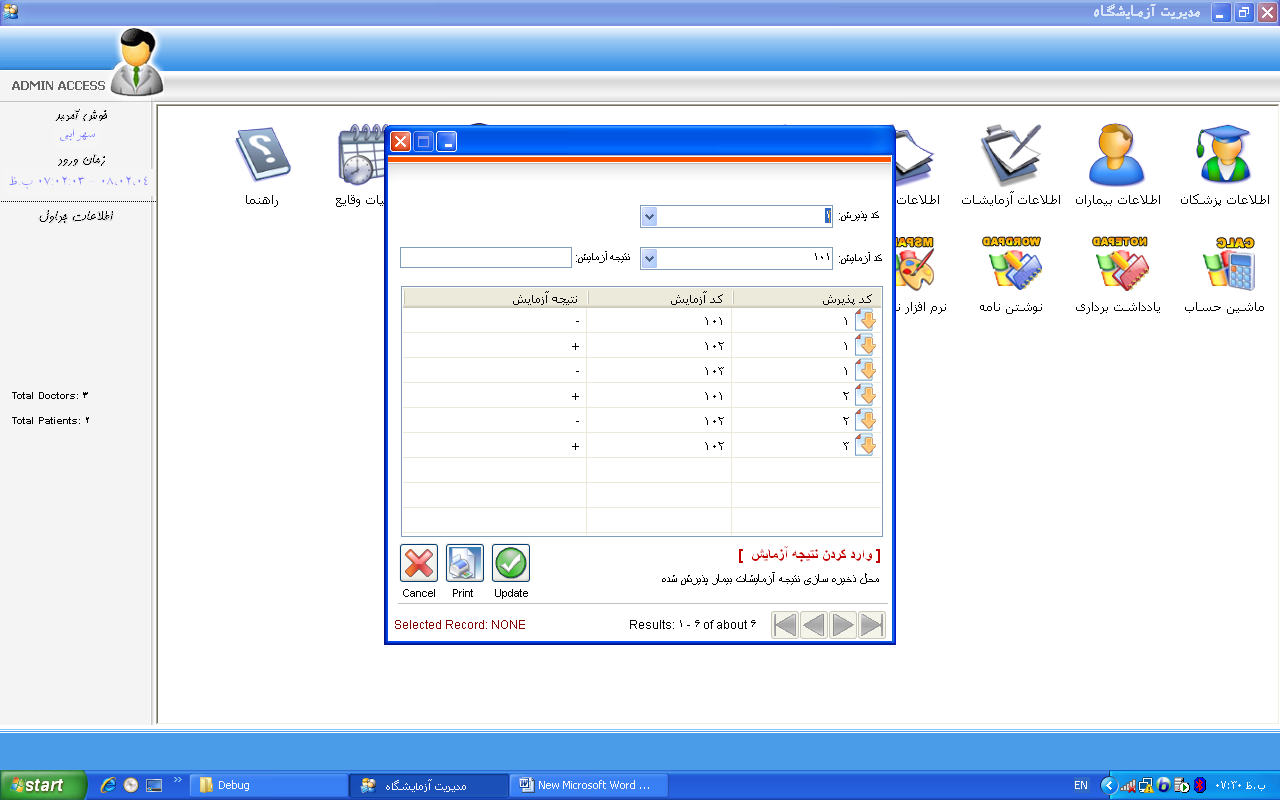 مدیریت آزمایشگاه
ADMIN ACCESS
خوش آمدید
سهرابی
زمان ورود
۰۷:۰۲:۰۳ - ۰۸،۰۲،۰۴ ب.ظ
اطلاعات جداول
Total Doctors: ۳
Total Patients: ۲
اطلاعات پزشکان
اطلاعات بیماران
اطلاعات آزمایشات
اطلاعات
یات وقایع
راهنما
CALC
NOTEPAD
WORDPAD
MSPA
ماشین حساب
یادداشت برداری
نوشتن نامه
نرم افزار ن
کد پذیرش: ۱
کد آزمایش: ۱۰۱
نتیجه آزمایش:
کد پذیرش کد آزمایش نتیجه آزمایش
۱ ۱۰۱ -
۱ ۱۰۲ +
۱ ۱۰۳ -
۲ ۱۰۱ +
۲ ۱۰۲ -
۳ ۱۰۲ +
[ وارد کردن نتیجه آزمایش ]
محل ذخیره سازی نتیجه آزمایشات بیمار پذیرش شده
Cancel Print Update
Selected Record: NONE
Results: ۱ - ۶ of about ۶
start
Debug
مدیریت آزمایشگاه
New Microsoft Word ...
EN
۰۷:۲۰ ب.ظ